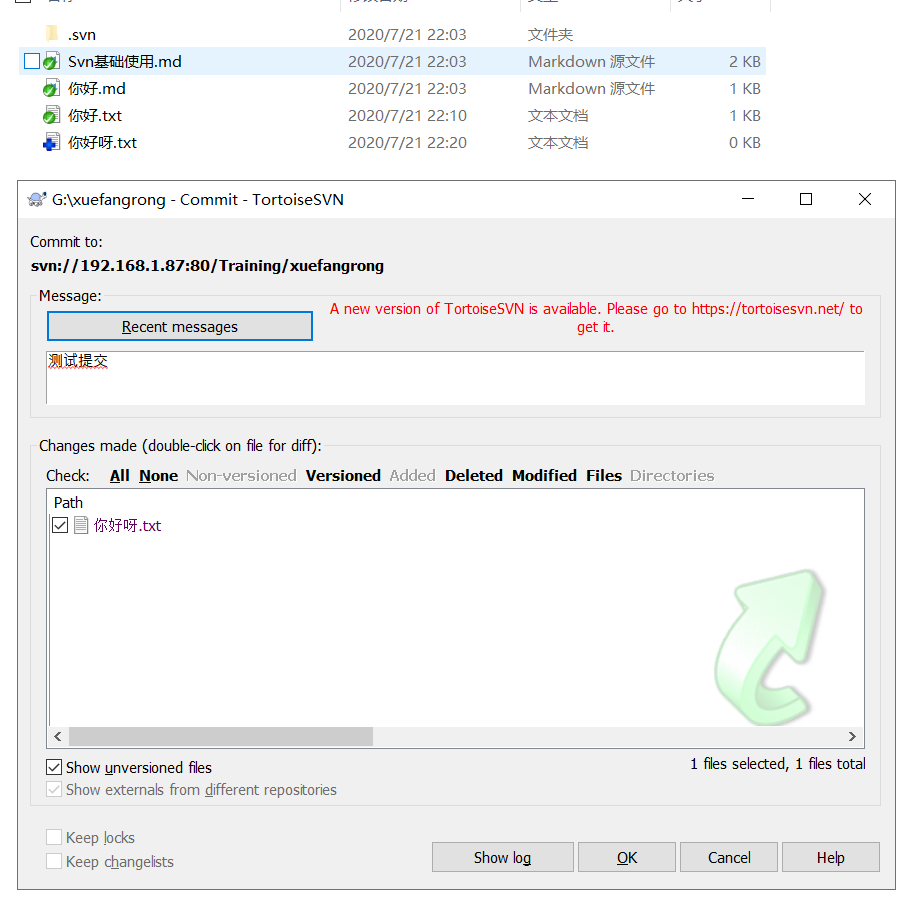 .svn 2020/7/21 22:03 文件夹
Svn基础使用.md 2020/7/21 22:03 Markdown 源文件 2 KB
你好.md 2020/7/21 22:03 Markdown 源文件 1 KB
你好.txt 2020/7/21 22:10 文本文档 1 KB
你好呀.txt 2020/7/21 22:20 文本文档 0 KB
G:\xuefangrong - Commit - TortoiseSVN
Commit to:
svn://192.168.1.87:80/Training/xuefangrong
Message:
Recent messages
A new version of TortoiseSVN is available. Please go to https://tortoisesvn.net/ to
get it.
测试提交
Changes made (double-click on file for diff):
Check: All None Non-versioned Versioned Added Deleted Modified Files Directories
Path
你好呀.txt
Show unversioned files
1 files selected, 1 files total
Show externals from different repositories
Keep locks
Keep changelists
Show log OK Cancel Help